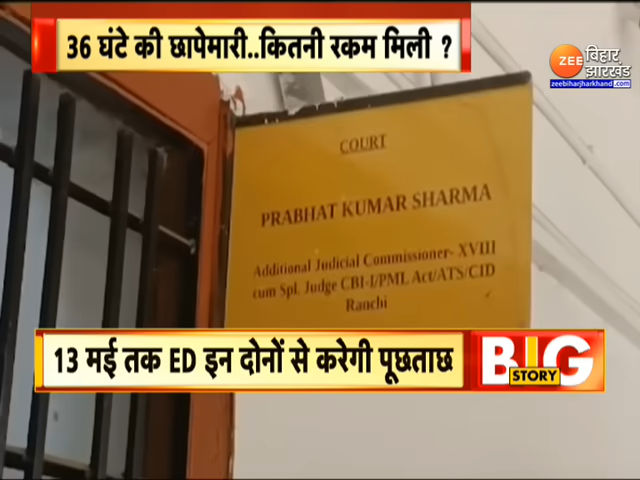 36 घंटे की छापेमारी..कितनी रकम मिली ?
ZEE बिहार झारखंड
zeebiharjharkhand.com
COURT
PRABHAT KUMAR SHARMA
Additional Judicial Commissioner- XVIII
cum Spl. Judge CBI-I/PML Act/ATS/CID
Ranchi
13 मई तक ED इन दोनों से करेगी पूछताछ
BIG
STORY